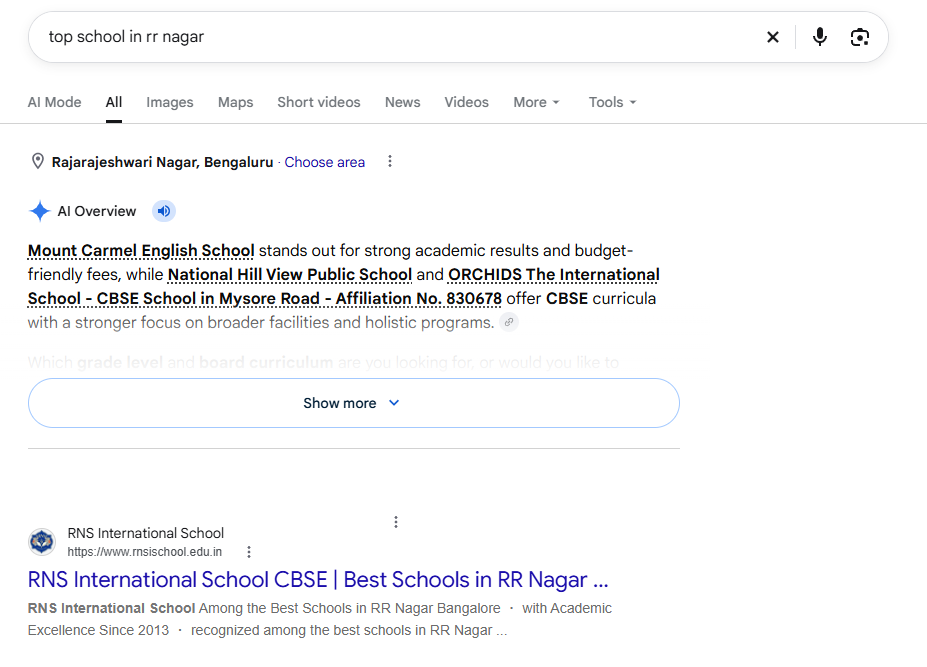 top school in rr nagar
AI Mode All Images Maps Short videos News Videos More Tools
Rajarajeshwari Nagar, Bengaluru · Choose area
AI Overview
Mount Carmel English School stands out for strong academic results and budget-
friendly fees, while National Hill View Public School and ORCHIDS The International
School - CBSE School in Mysore Road - Affiliation No. 830678 offer CBSE curricula
with a stronger focus on broader facilities and holistic programs.
Which grade level and board curriculum are you looking for, or would you like to
Show more
RNS International School
https://www.rnsischool.edu.in
RNS International School CBSE | Best Schools in RR Nagar ...
RNS International School Among the Best Schools in RR Nagar Bangalore · with Academic
Excellence Since 2013 · recognized among the best schools in RR Nagar ...